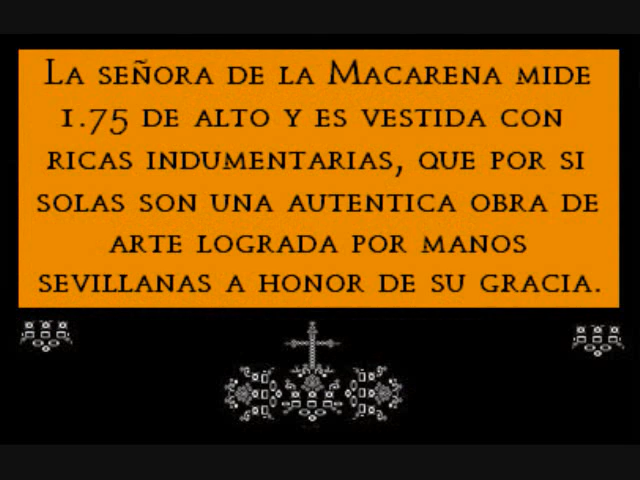 La señora de la Macarena mide
1.75 de alto y es vestida con
ricas indumentarias, que por si
solas son una autentica obra de
arte lograda por manos
sevillanas a honor de su gracia.